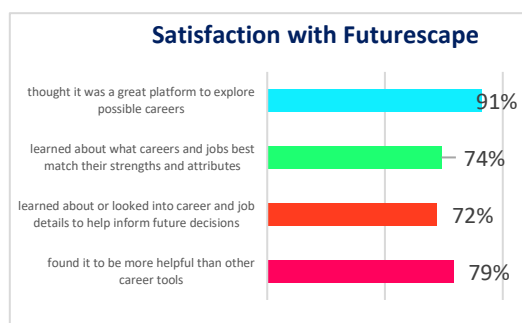 Satisfaction with Futurescape
thought it was a great platform to explore
possible careers
91%
learned about what careers and jobs best
match their strengths and attributes
74%
learned about or looked into career and job
details to help inform future decisions
72%
found it to be more helpful than other
career tools
79%